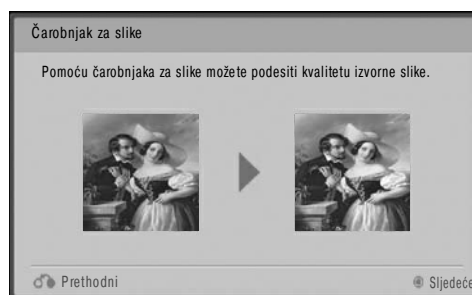 Čarobnjak za slike
Pomoću čarobnjaka za slike možete podesiti kvalitetu izvorne slike.
Prethodni
Sljedeće